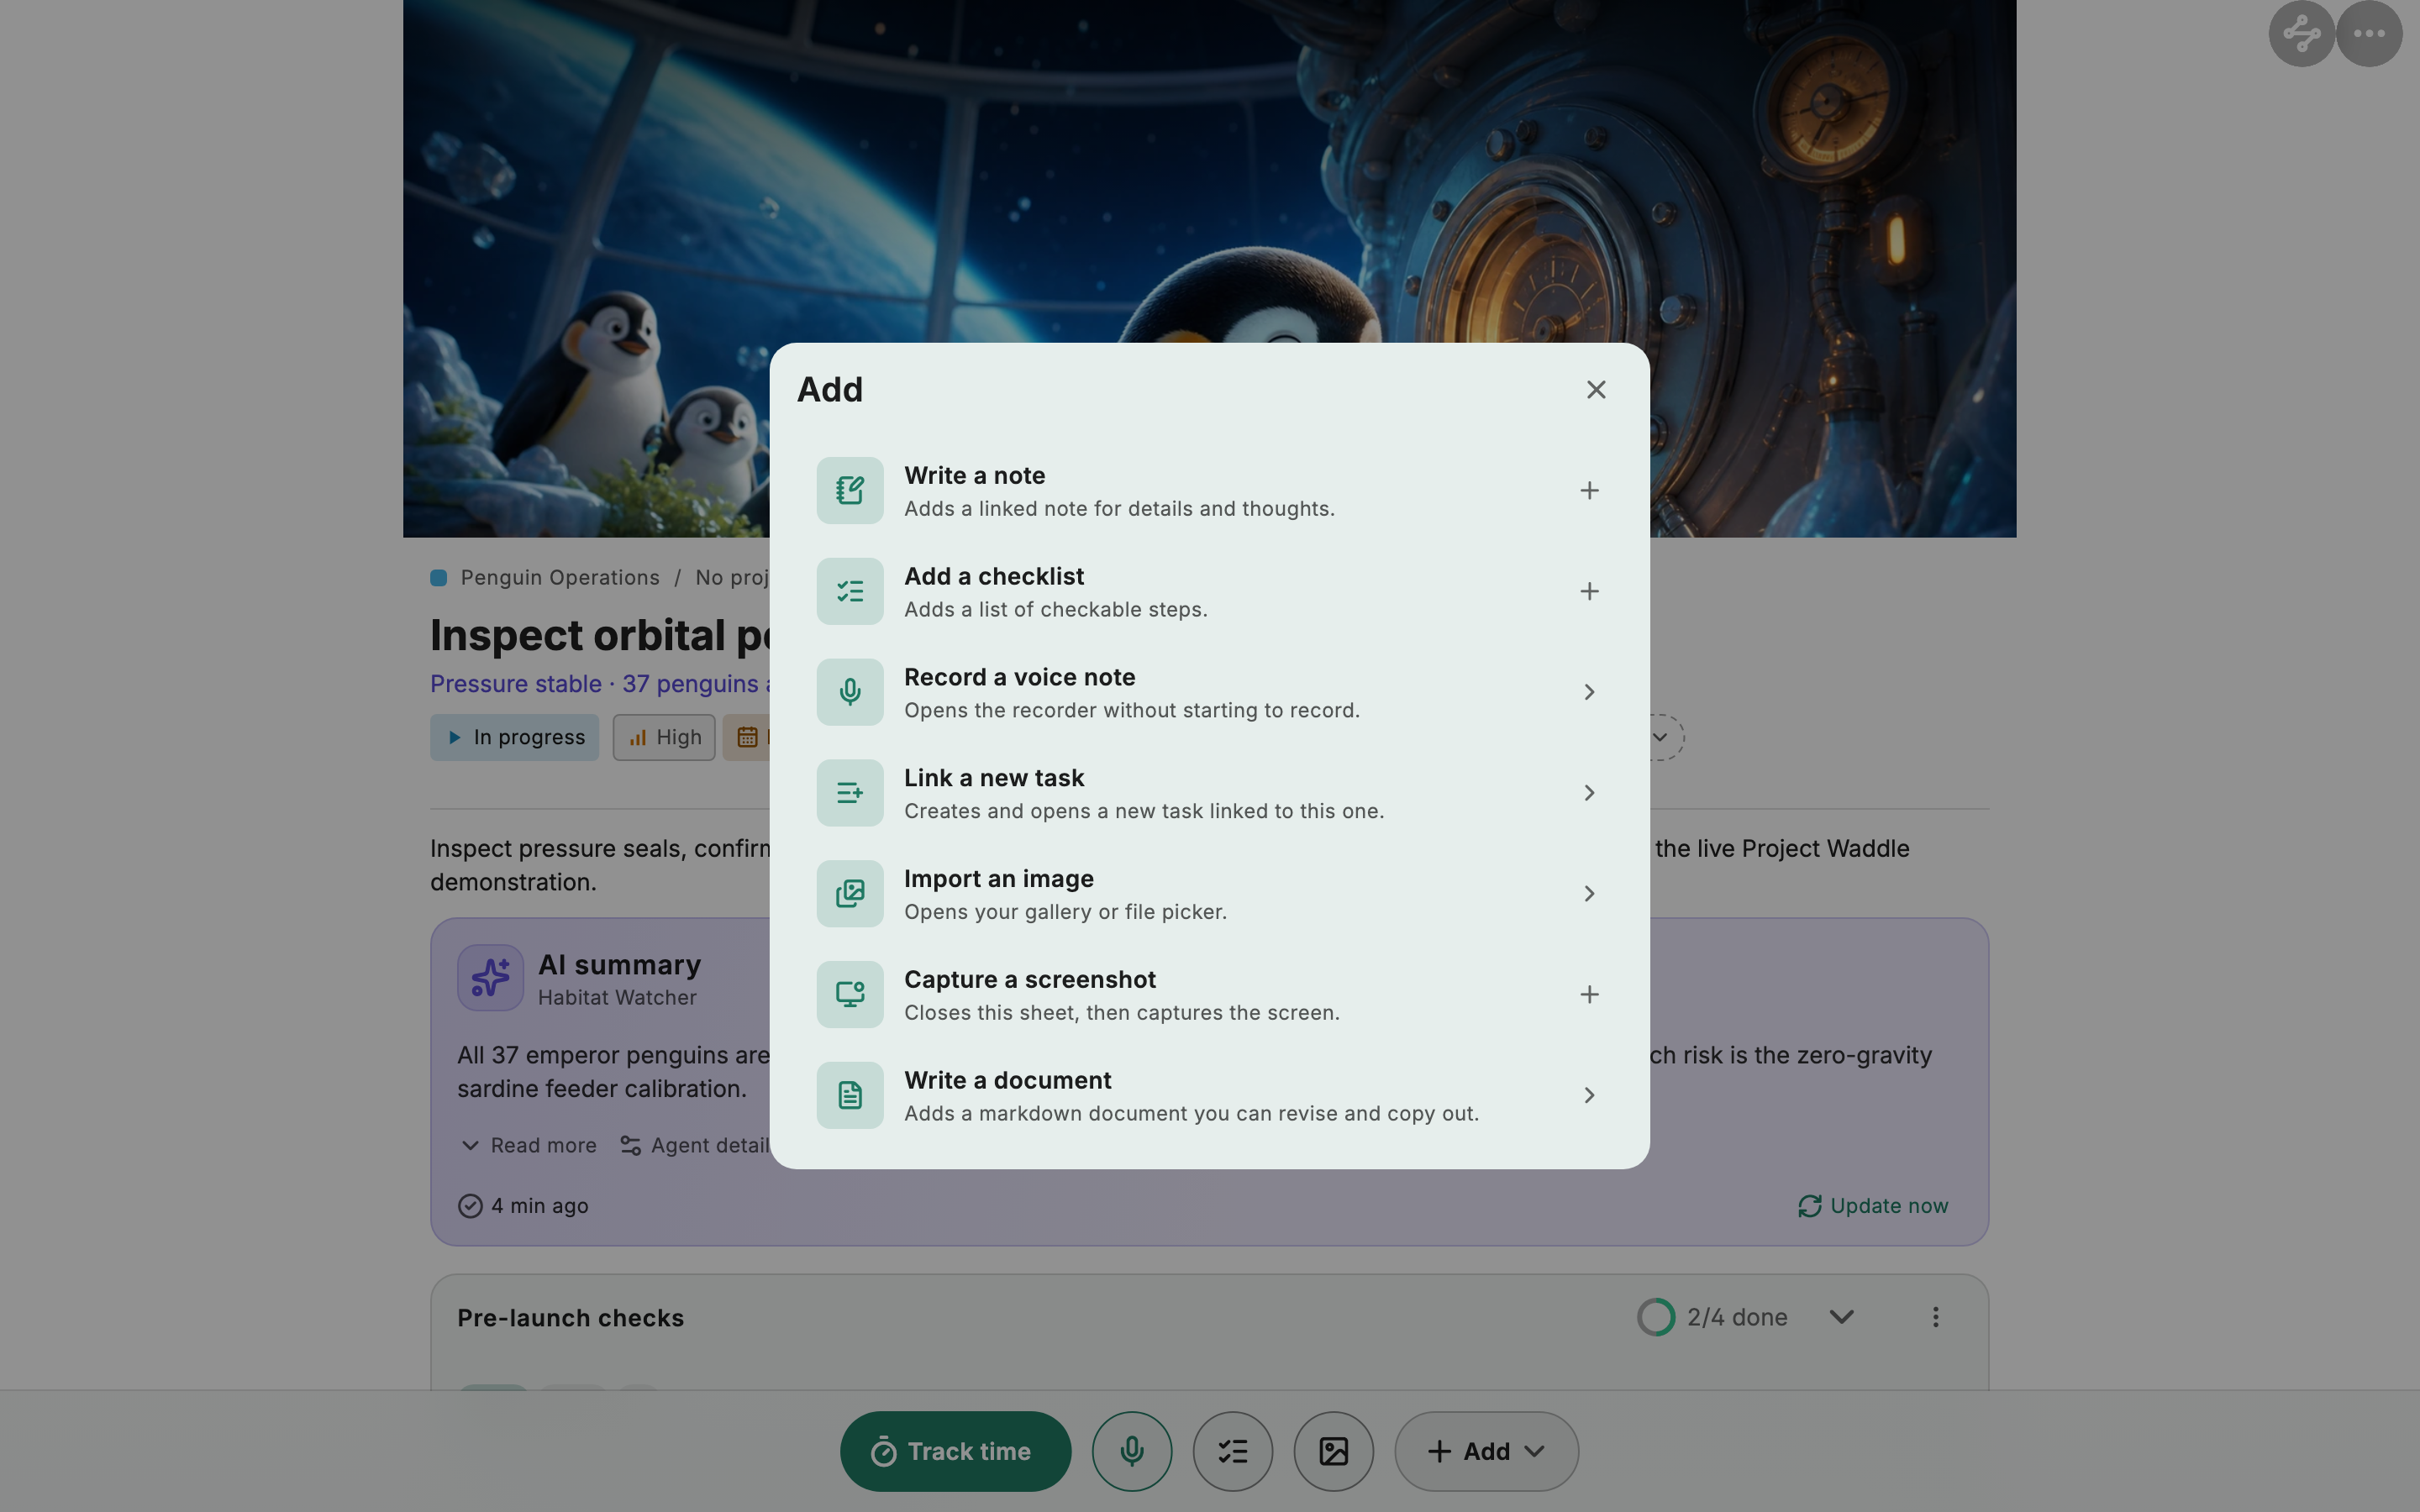 Add
Write a note
Adds a linked note for details and thoughts.
Add a checklist
Adds a list of checkable steps.
Record a voice note
Opens the recorder without starting to record.
Link a new task
Creates and opens a new task linked to this one.
Import an image
Opens your gallery or file picker.
Capture a screenshot
Closes this sheet, then captures the screen.
Write a document
Adds a markdown document you can revise and copy out.
Penguin Operations / No
Inspect orbital
Pressure stable · 37 penguins
In progress
High
Inspect pressure seals, the live Project Waddle
demonstration.
AI summary
Habitat Watcher
All 37 emperor penguins are risk is the zero-gravity
sardine feeder calibration.
Read more
Agent
4 min ago
Update now
Pre-launch checks
2/4 done
Track time
Add